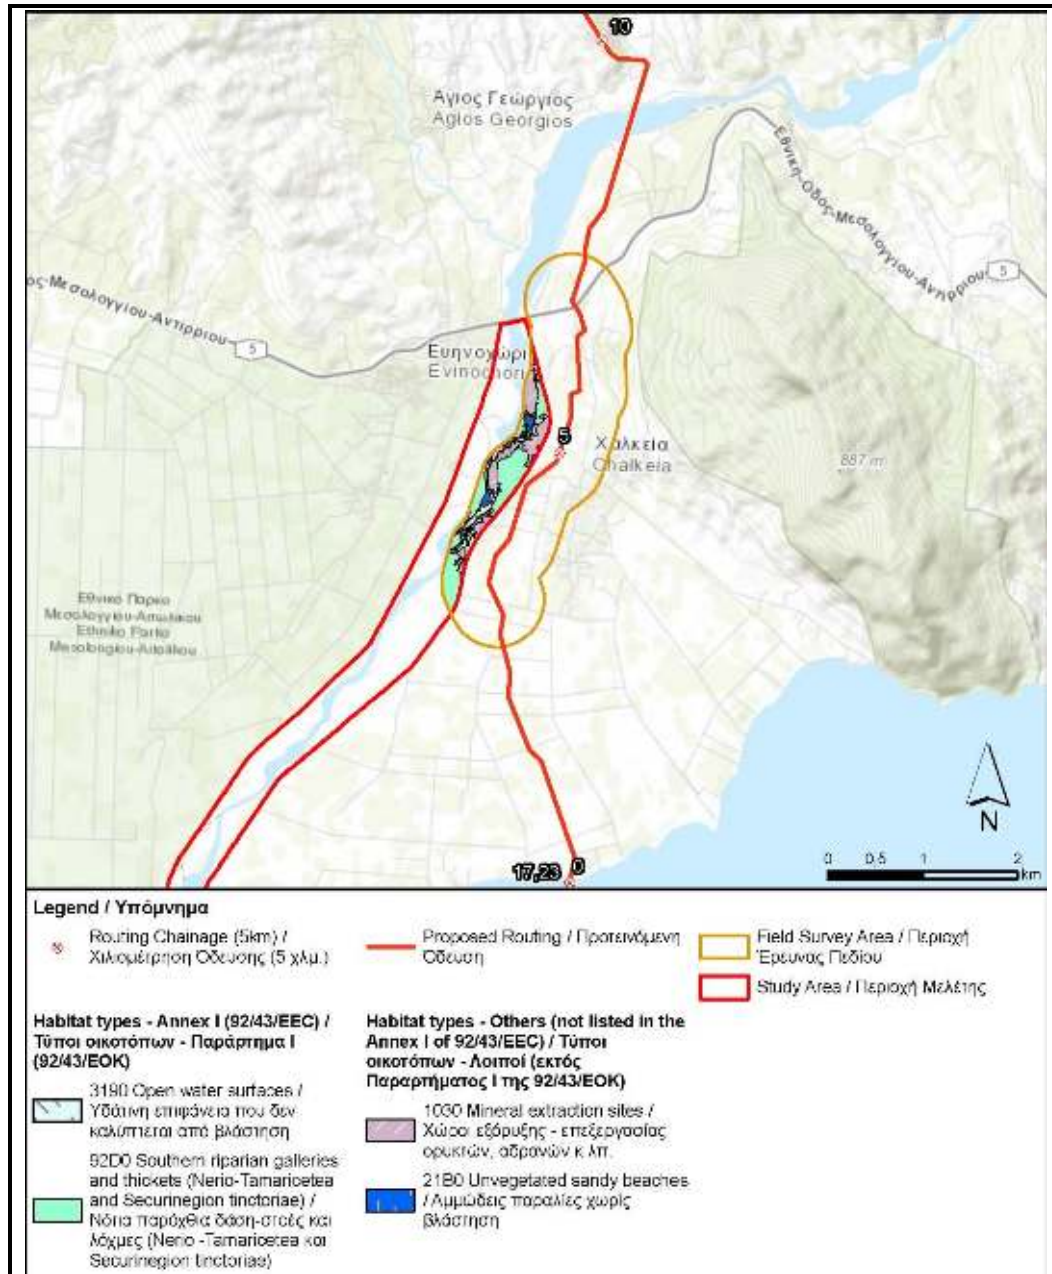 10
Άγιος Γεώργιος
Agios Georgios
Εθνική-Οδός-Μεσολογγίου-Αντιρρίου
5
ος-Μεσολογγίου-Αντιρρίου
5
Ευηνοχώρι
Evinochori
5
Χάλκεια
Chalkeia
887 m
Εθνικό Πάρκο
Μεσολογγίου-Αιτωλικού
Ethniko Parko
Mesolongiou-Aitolikou
N
17,23
0
0 0,5 1 2
km
Legend / Υπόμνημα
Routing Chainage (5km) /
Χιλιομέτρηση Όδευσης (5 χλμ.)
Proposed Routing / Προτεινόμενη
Όδευση
Field Survey Area / Περιοχή
Έρευνας Πεδίου
Study Area / Περιοχή Μελέτης
Habitat types - Annex I (92/43/EEC) /
Τύποι οικοτόπων - Παράρτημα I
(92/43/ΕΟΚ)
3190 Open water surfaces /
Υδάτινη επιφάνεια που δεν
καλύπτεται από βλάστηση
92D0 Southern riparian galleries
and thickets (Nerio-Tamaricetea
and Securinegion tinctoriae) /
Νότια παρόχθια δάση-στοές και
λόχμες (Nerio -Tamaricetea και
Securinegion tinctoriae)
Habitat types - Others (not listed in the
Annex I of 92/43/EEC) / Τύποι
οικοτόπων - Λοιποί (εκτός
Παραρτήματος I της 92/43/ΕΟΚ)
1030 Mineral extraction sites /
Χώροι εξόρυξης - επεξεργασίας
ορυκτών, αδρανών κ λπ.
21B0 Unvegetated sandy beaches
/ Αμμώδεις παραλίες χωρίς
βλάστηση